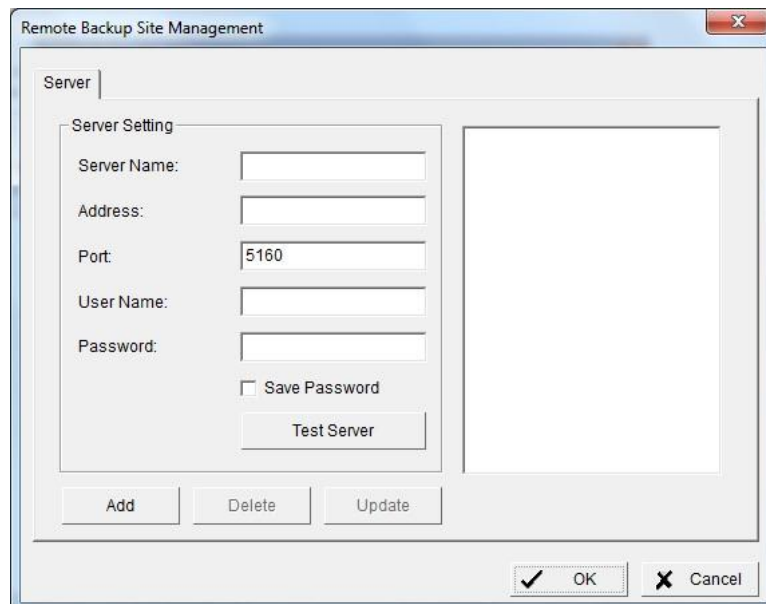 Remote Backup Site Management
Server
Server Setting
Server Name:
Address:
Port: 5160
User Name:
Password:
Save Password
Test Server
Add Delete Update
OK Cancel